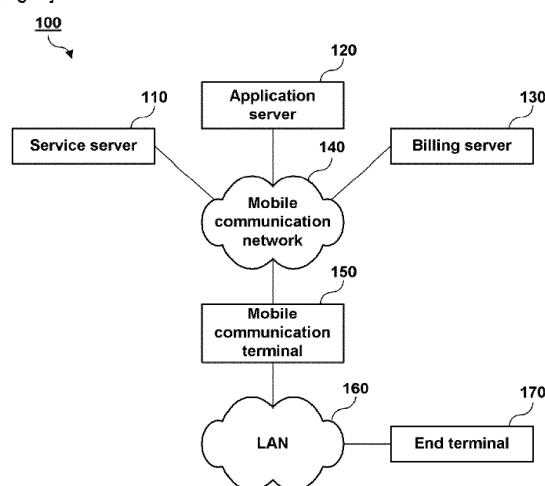 100
120
110
Application
server
130
Service server
140
Billing server
Mobile
communication
network
150
Mobile
communication
terminal
160
170
LAN
End terminal